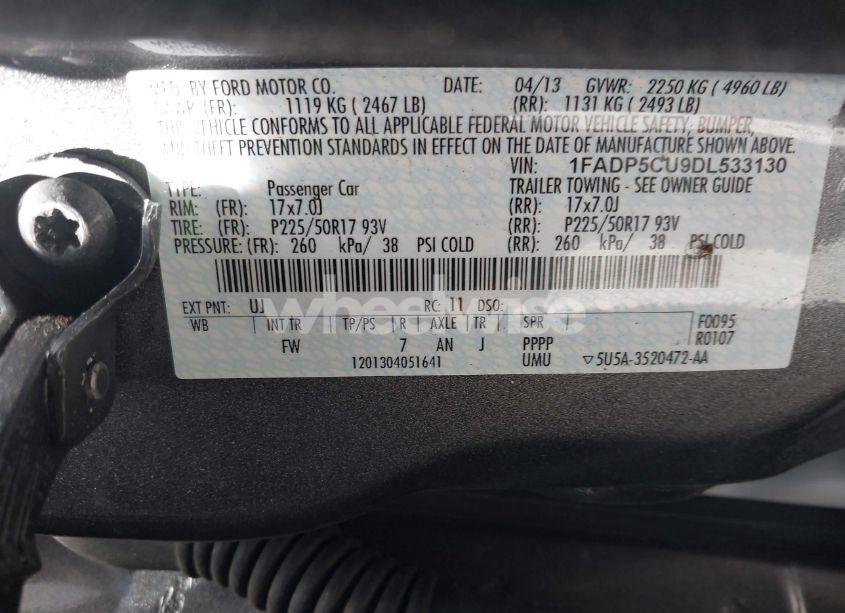 MFD. BY FORD MOTOR CO. DATE: 04/13 GVWR: 2250 KG ( 4960 LB)
(FR): 1119 KG ( 2467 LB) (RR): 1131 KG ( 2493 LB)
THIS VEHICLE CONFORMS TO ALL APPLICABLE FEDERAL MOTOR VEHICLE SAFETY, BUMPER,
AND THEFT PREVENTION STANDARDS IN EFFECT ON THE DATE OF MANUFACTURE SHOWN ABOVE.
VIN: 1FADP5CU9DL533130
TYPE: Passenger Car TRAILER TOWING - SEE OWNER GUIDE
RIM: (FR): 17x7.0J (RR): 17x7.0J
TIRE: (FR): P225/50R17 93V (RR): P225/50R17 93V
PRESSURE: (FR): 260 kPa/ 38 PSI COLD (RR): 260 kPa/ 38 PSI COLD
EXT PNT: UJ RC: 11 DSO:
wheelwise
WB INT TR TP/PS R AXLE TR SPR F0095
R0107
FW 7 AN J PPPP
1201304051641 UMU ▽5U5A-3520472-AA